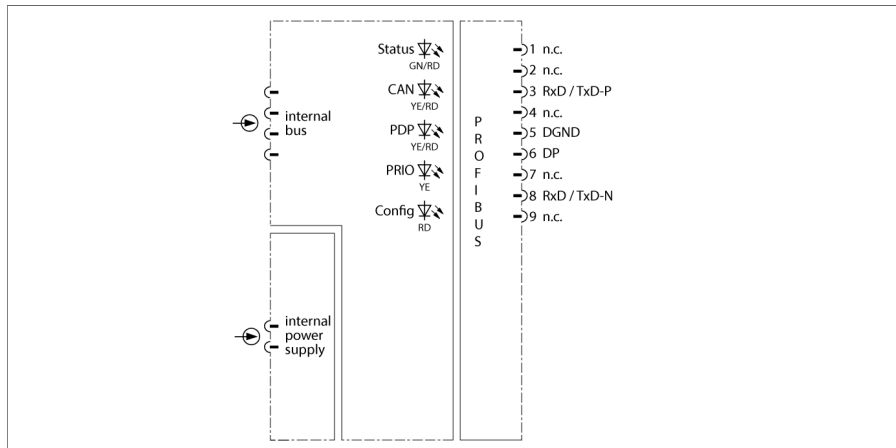 Status
GN/RD
CAN
YE/RD
PDP
YE/RD
PRIO
YE
Config
RD
internal
bus
internal
power
supply
P
R
O
F
I
B
U
S
1 n.c.
2 n.c.
3 RxD / TxD-P
4 n.c.
5 DGND
6 DP
7 n.c.
8 RxD / TxD-N
9 n.c.